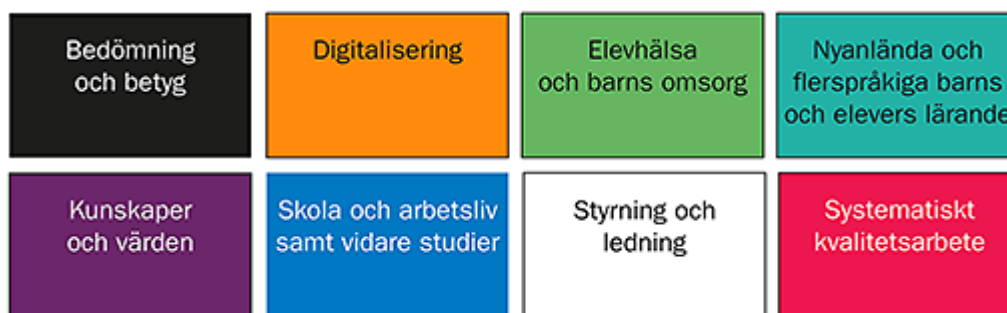 Bedömning
och betyg
Digitalisering
Elevhälsa
och barns omsorg
Nyanlända och
flerspråkiga barns
och elevers lärande
Kunskaper
och värden
Skola och arbetsliv
samt vidare studier
Styrning och
ledning
Systematiskt
kvalitetsarbete